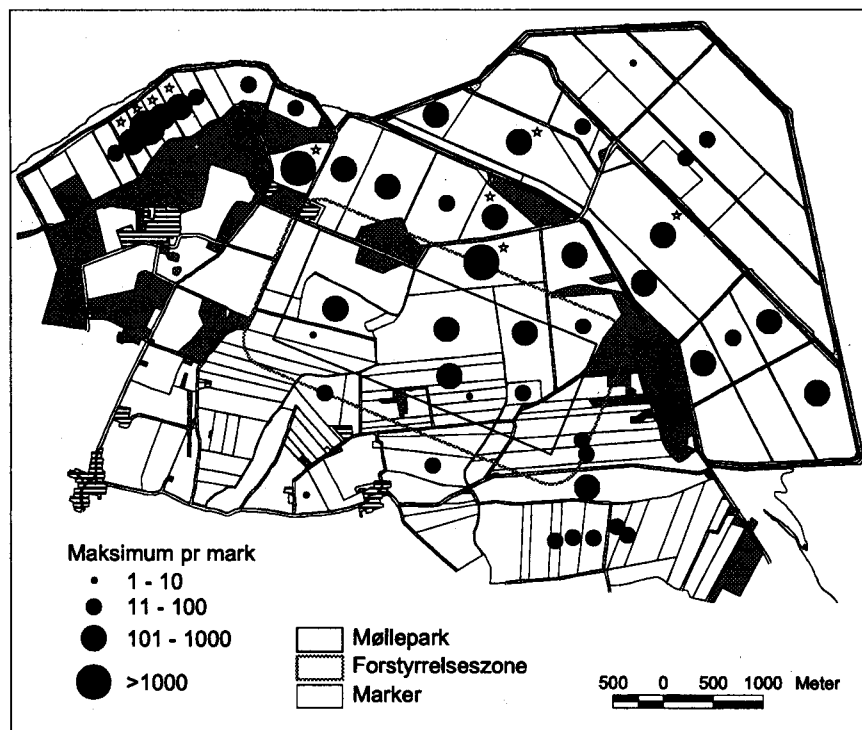 Maksimum pr mark
1 - 10
11 - 100
101 - 1000
>1000
Møllepark
Forstyrrelseszone
Marker
500 0 500 1000 Meter